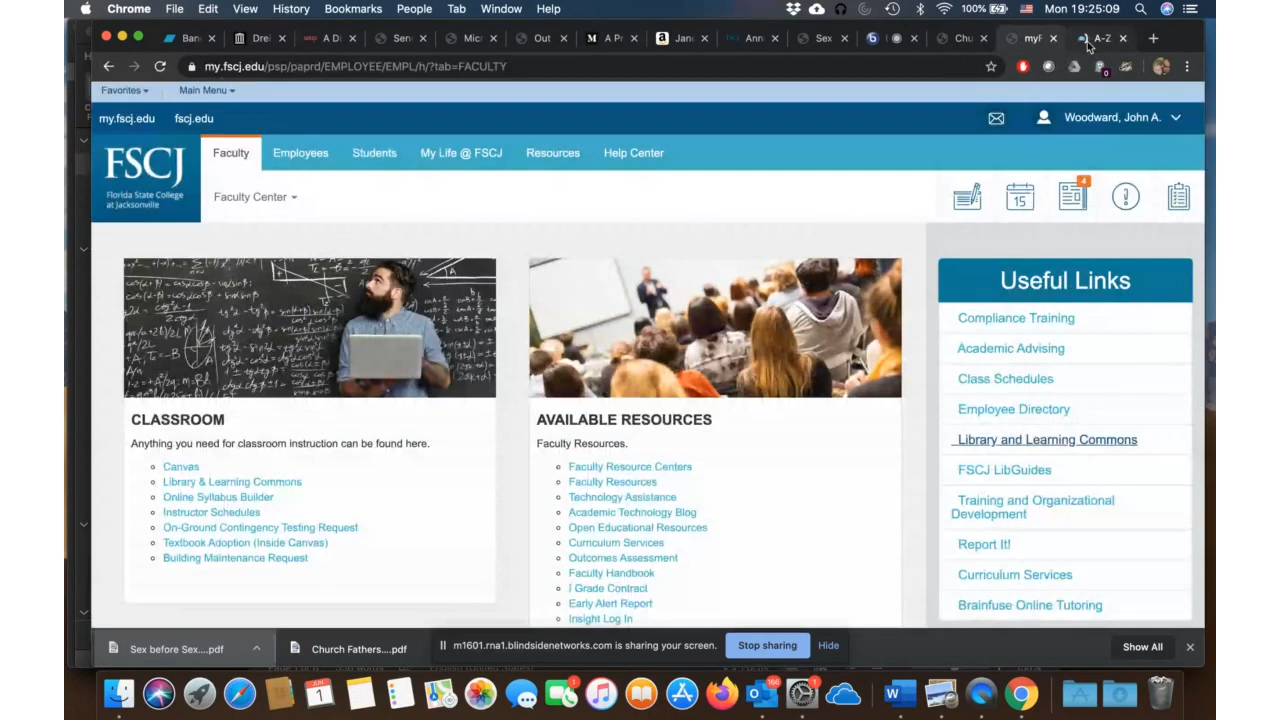 Chrome File Edit View History Bookmarks People Tab Window Help 100% Mon 19:25:09
Ban Drei A Di Sen Micr Out M A Pr a Jan Ann Sex b Chu myF A-Z
my.fscj.edu/psp/paprd/EMPLOYEE/EMPL/h/?tab=FACULTY
0
Favorites Main Menu
my.fscj.edu fscj.edu Woodward, John A.
FSCJ
Florida State College
at Jacksonville
Faculty Employees Students My Life @ FSCJ Resources Help Center
Faculty Center
15 4
CLASSROOM
Anything you need for classroom instruction can be found here.
Canvas
Library & Learning Commons
Online Syllabus Builder
Instructor Schedules
On-Ground Contingency Testing Request
Textbook Adoption (Inside Canvas)
Building Maintenance Request
AVAILABLE RESOURCES
Faculty Resources.
Faculty Resource Centers
Faculty Resources
Technology Assistance
Academic Technology Blog
Open Educational Resources
Curriculum Services
Outcomes Assessment
Faculty Handbook
I Grade Contract
Early Alert Report
Insight Log In
Useful Links
Compliance Training
Academic Advising
Class Schedules
Employee Directory
Library and Learning Commons
FSCJ LibGuides
Training and Organizational
Development
Report It!
Curriculum Services
Brainfuse Online Tutoring
Sex before Sex....pdf Church Fathers....pdf m1601.rna1.blindsidenetworks.com is sharing your screen. Stop sharing Hide Show All
1 1 166 1 W